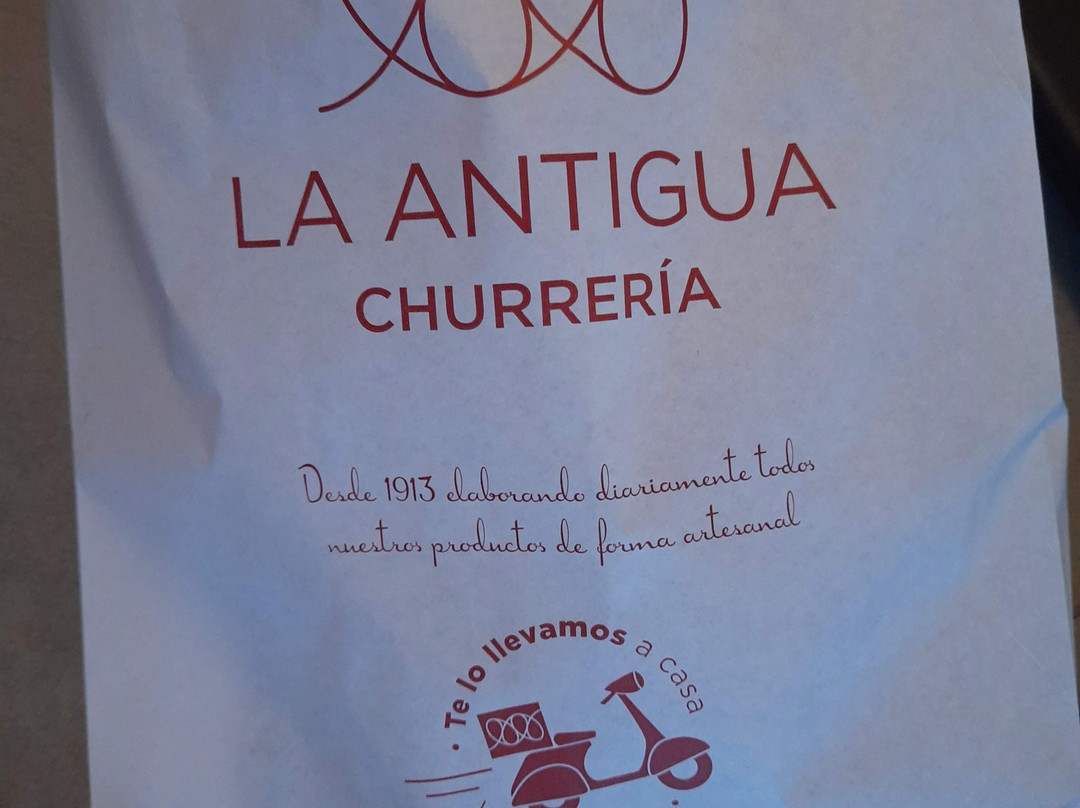 LA ANTIGUA
CHURRERÍA
Desde 1913 elaborando diariamente todos
nuestros productos de forma artesanal
· Te lo llevamos a casa